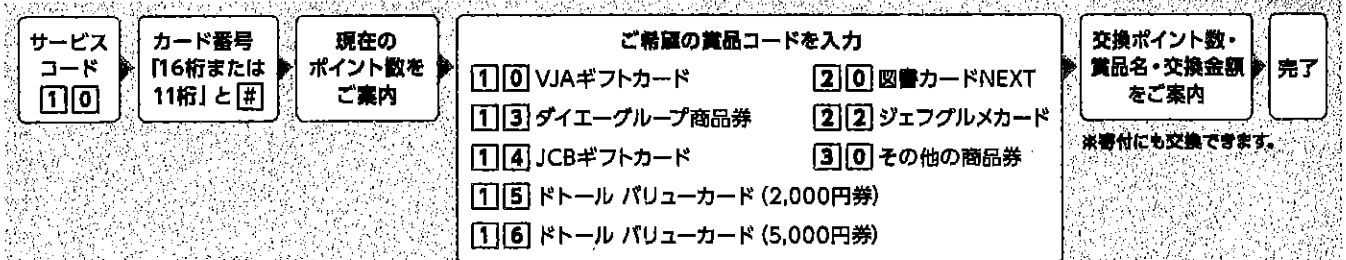 サービス
コード
10
カード番号
「16桁または
11桁」と#
現在の
ポイント数を
ご案内
ご希望の賞品コードを入力
10 VJAギフトカード
20 図書カードNEXT
13 ダイエーグループ商品券
22 ジェフグルメカード
14 JCBギフトカード
30 その他の商品券
15 ドトール バリューカード (2,000円券)
16 ドトール バリューカード (5,000円券)
交換ポイント数・
賞品名・交換金額
をご案内
完了
※寄付にも交換できます。